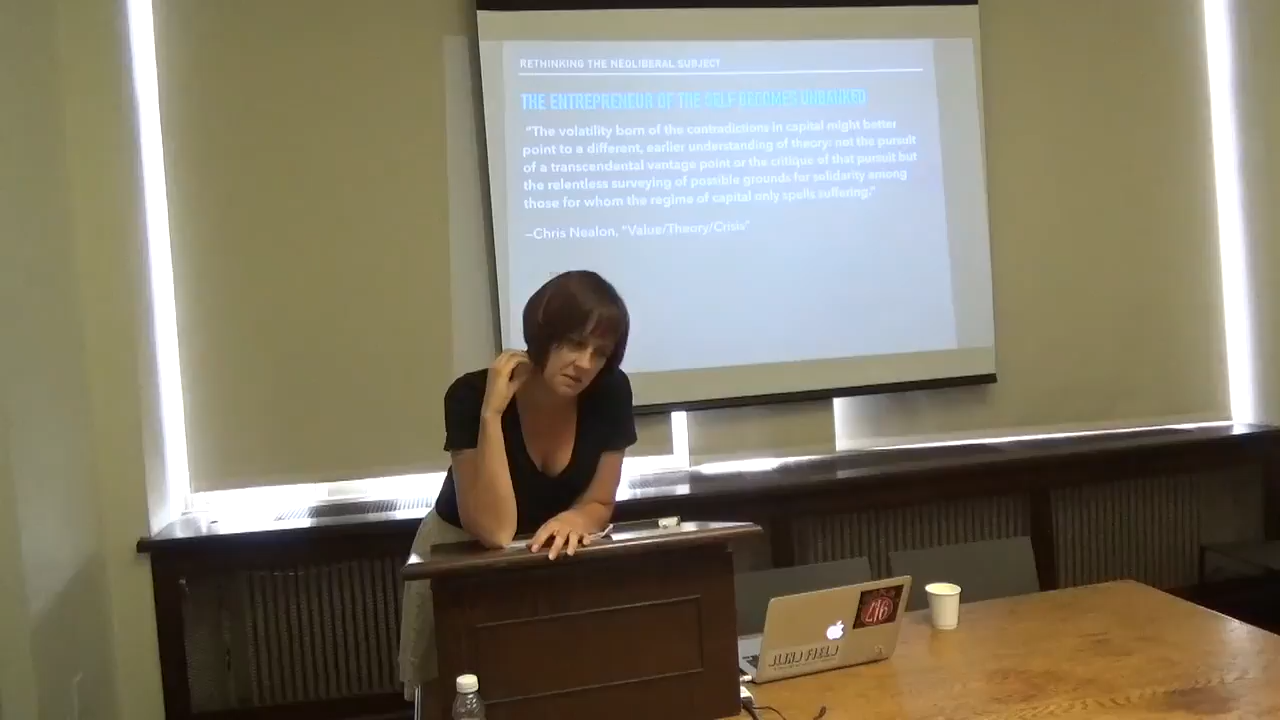 RETHINKING THE NEOLIBERAL SUBJECT
THE ENTREPRENEUR OF THE SELF BECOMES UNBANKED
"The volatility born of the contradictions in capital might better
point to a different, earlier understanding of theory: not the pursuit
of a transcendental vantage point or the critique of that pursuit but
the relentless surveying of possible grounds for solidarity among
those for whom the regime of capital only spells suffering."
—Chris Nealon, "Value/Theory/Crisis"